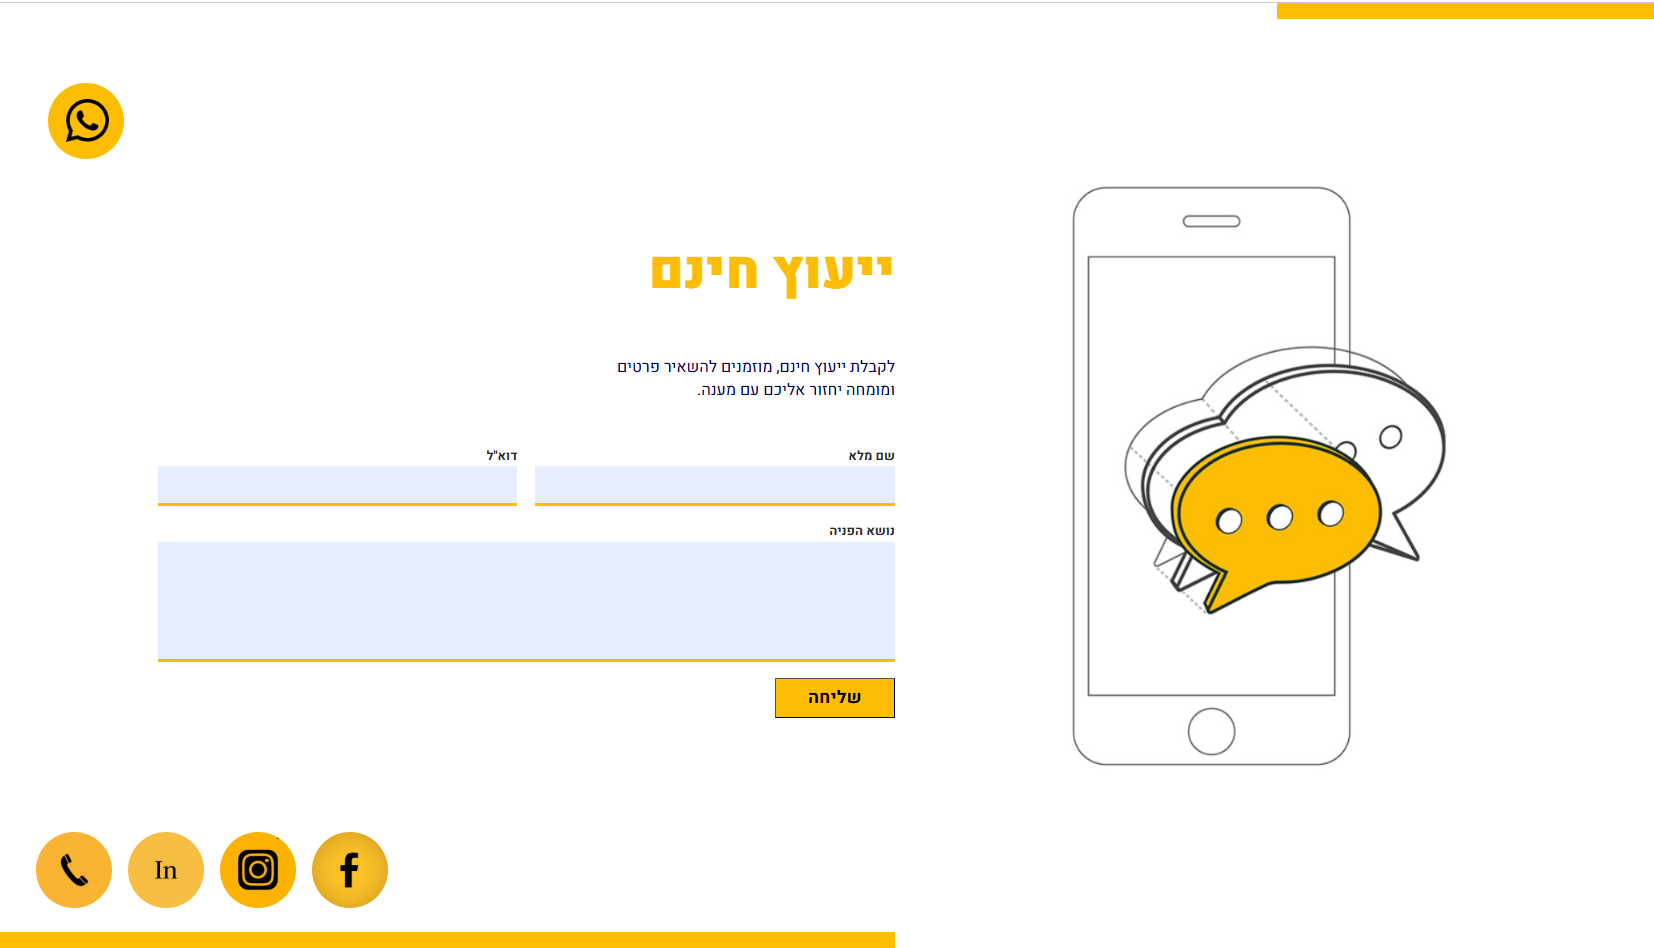 ייעוץ חינם
לקבלת ייעוץ חינם, מוזמנים להשאיר פרטים
ומומחה יחזור אליכם עם מענה.
שם מלא
דוא"ל
נושא הפניה
שליחה
In